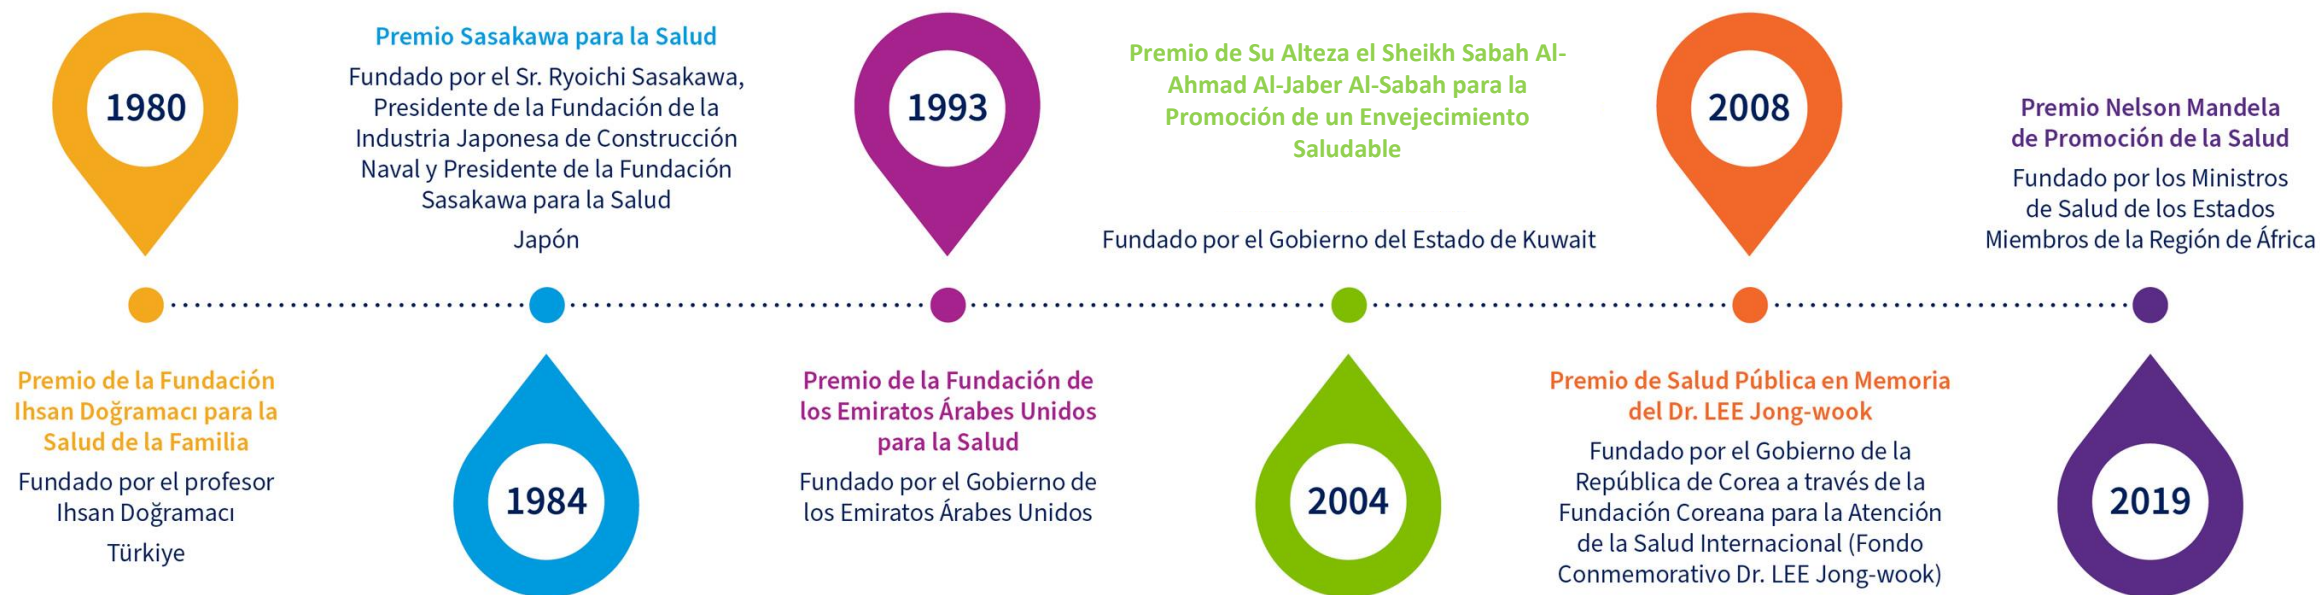 1980
Premio de la Fundación
Ihsan Doğramacı para la
Salud de la Familia
Fundado por el profesor
Ihsan Doğramacı
Türkiye
Premio Sasakawa para la Salud
Fundado por el Sr. Ryoichi Sasakawa,
Presidente de la Fundación de la
Industria Japonesa de Construcción
Naval y Presidente de la Fundación
Sasakawa para la Salud
Japón
1984
1993
Premio de la Fundación de
los Emiratos Árabes Unidos
para la Salud
Fundado por el Gobierno de
los Emiratos Árabes Unidos
Premio de Su Alteza el Sheikh Sabah Al-
Ahmad Al-Jaber Al-Sabah para la
Promoción de un Envejecimiento
Saludable
Fundado por el Gobierno del Estado de Kuwait
2004
2008
Premio de Salud Pública en Memoria
del Dr. LEE Jong-wook
Fundado por el Gobierno de la
República de Corea a través de la
Fundación Coreana para la Atención
de la Salud Internacional (Fondo
Conmemorativo Dr. LEE Jong-wook)
Premio Nelson Mandela
de Promoción de la Salud
Fundado por los Ministros
de Salud de los Estados
Miembros de la Región de África
2019